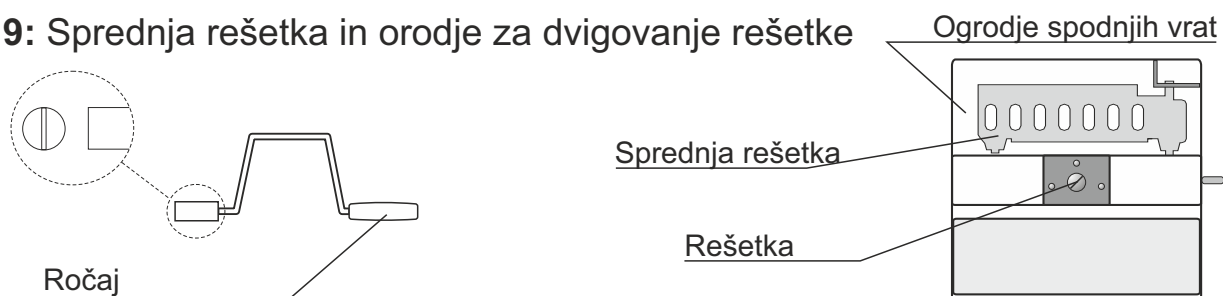 9: Sprednja rešetka in orodje za dvigovanje rešetke
Ogrodje spodnjih vrat
Sprednja rešetka
Rešetka
Ročaj